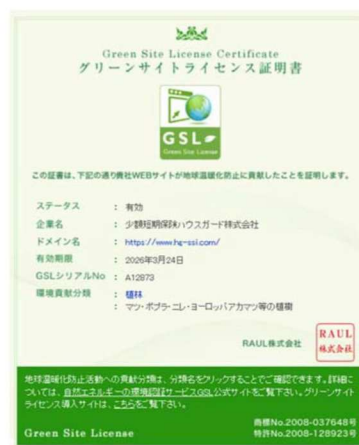 Green Site License Certificate
グリーンサイトライセンス証明書
GSL
Green Site License
この証書は、下記の通り貴社WEBサイトが地球温暖化防止に貢献したことを証明します。
ステータス : 有効
企業名 : 少額短期保険ハウスガード株式会社
ドメイン名 : https://www.hg-ssi.com/
有効期限 : 2026年3月24日
GSLシリアルNo : A12873
環境貢献分類 : 植林
: マツ・ポプラ・ニレ・ヨーロッパアカマツ等の植樹
RAUL株式会社
RAUL
株式会社
地球温暖化防止活動への貢献分類は、分類名をクリックすることでご確認できます。詳細に
ついては、自然エネルギーの環境認証サービスGSL公式サイトをご覧下さい。グリーンサイト
ライセンス導入サイトは、こちらをご覧下さい。
商標No.2008-037648号
Green Site License 特許No.2008-128923号